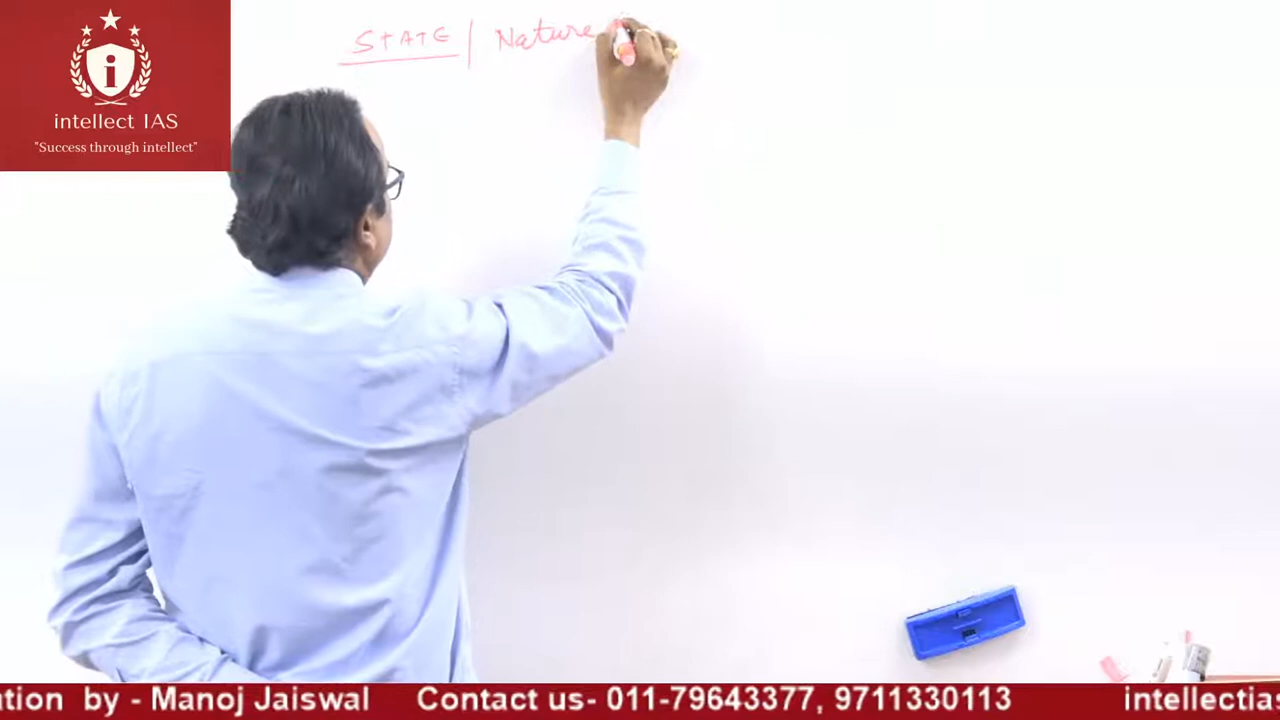 STATE | Nature
i
intellect IAS
"Success through intellect"
ation by - Manoj Jaiswal Contact us- 011-79643377, 9711330113 intellectias